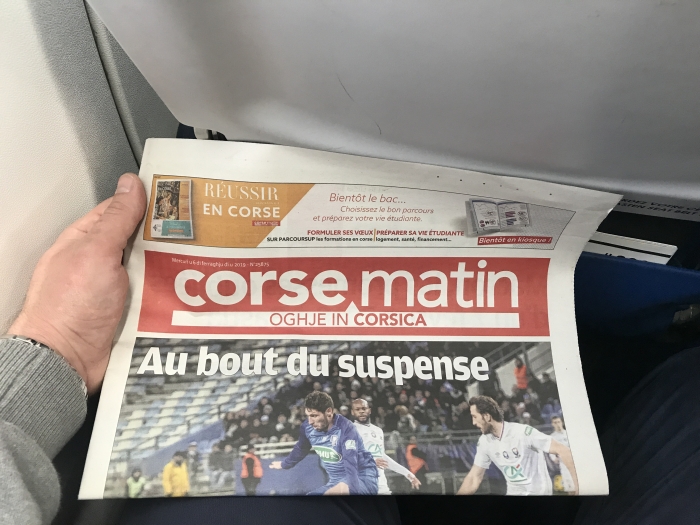 RÉUSSIR
EN CORSE
Bientôt le bac...
Choisissez le bon parcours
et préparez votre vie étudiante.
FORMULER SES VŒUX
SUR PARCOURSUP les formations en corse
PRÉPARER SA VIE ÉTUDIANTE
logement, santé, financement...
Bientôt en kiosque !
corse matin
OGHJE IN CORSICA
Au bout du suspense